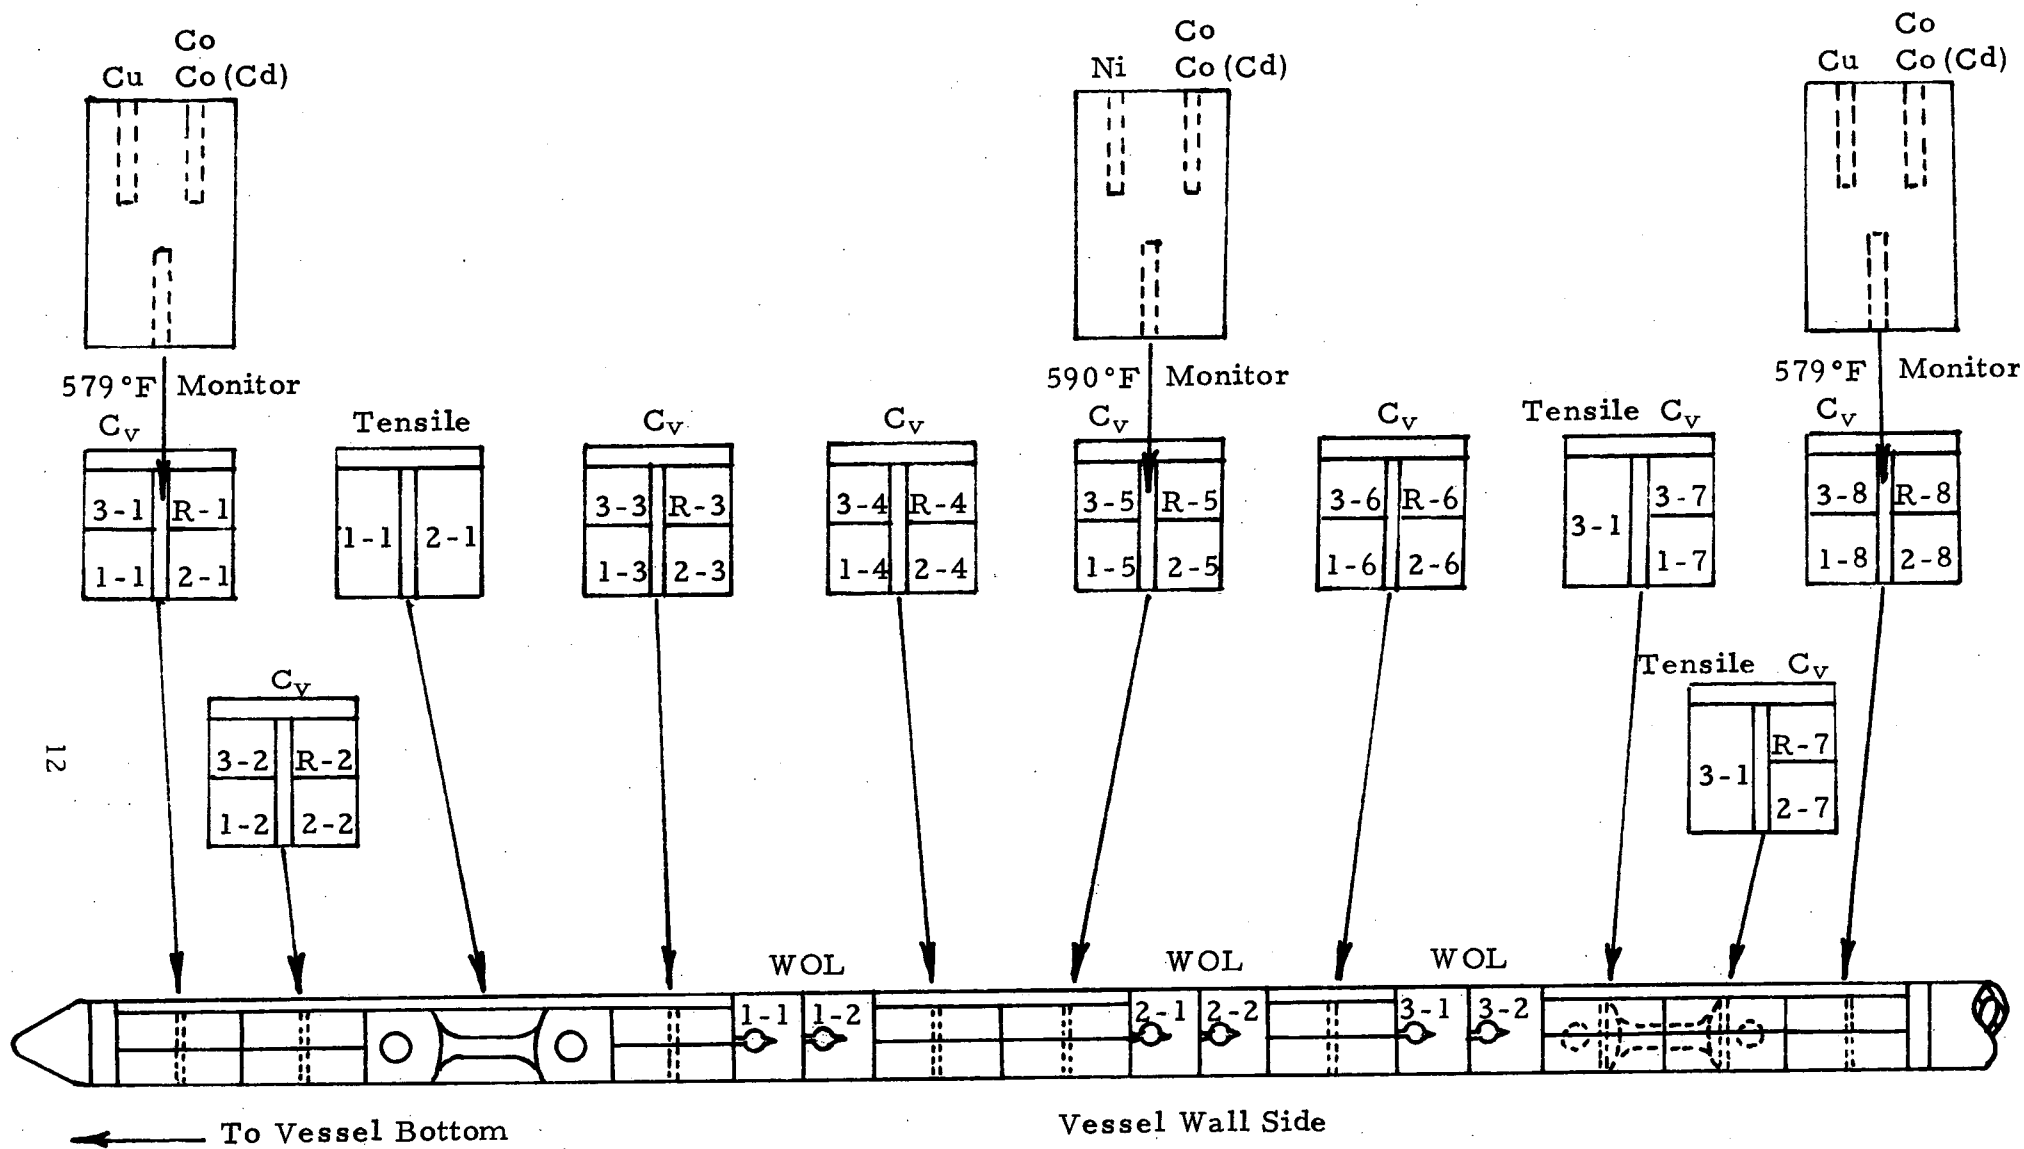 Co
Cu Co (Cd)
Co
Ni Co (Cd)
Co
Cu Co (Cd)
579°F Monitor
590°F Monitor
579°F Monitor
Cv
3-1 R-1
1-1 2-1
Tensile
1-1 2-1
Cv
3-3 R-3
1-3 2-3
Cv
3-4 R-4
1-4 2-4
Cv
3-5 R-5
1-5 2-5
Cv
3-6 R-6
1-6 2-6
Tensile Cv
3-7
3-1
1-7
Cv
3-8 R-8
1-8 2-8
Cv
3-2 R-2
1-2 2-2
Tensile Cv
R-7
3-1
2-7
12
WOL
WOL
WOL
1-1 1-2
2-1 2-2
3-1 3-2
To Vessel Bottom
Vessel Wall Side